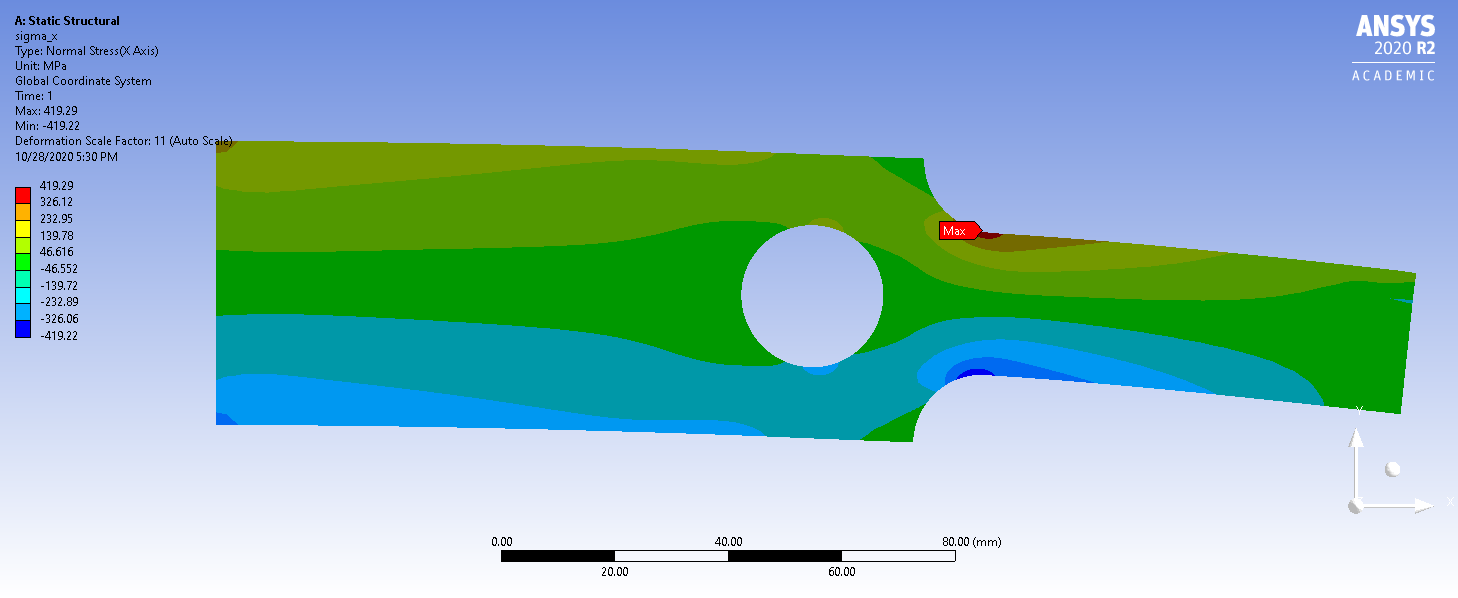 A: Static Structural
sigma_x
Type: Normal Stress(X Axis)
Unit: MPa
Global Coordinate System
Time: 1
Max: 419.29
Min: -419.22
Deformation Scale Factor: 11 (Auto Scale)
10/28/2020 5:30 PM
ANSYS
2020 R2
ACADEMIC
419.29
326.12
232.95
139.78
46.616
-46.552
-139.72
-232.89
-326.06
-419.22
Max
Y
X
0.00 40.00 80.00 (mm)
20.00 60.00